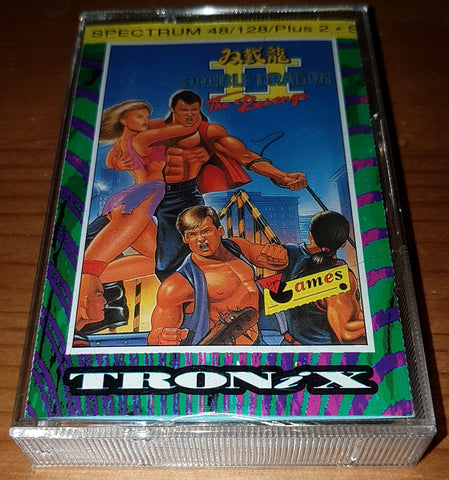 SPECTRUM 48/128/Plus 2 • S
双截龍
II
DOUBLE DRAGON
The Revenge
Games
TRONiX